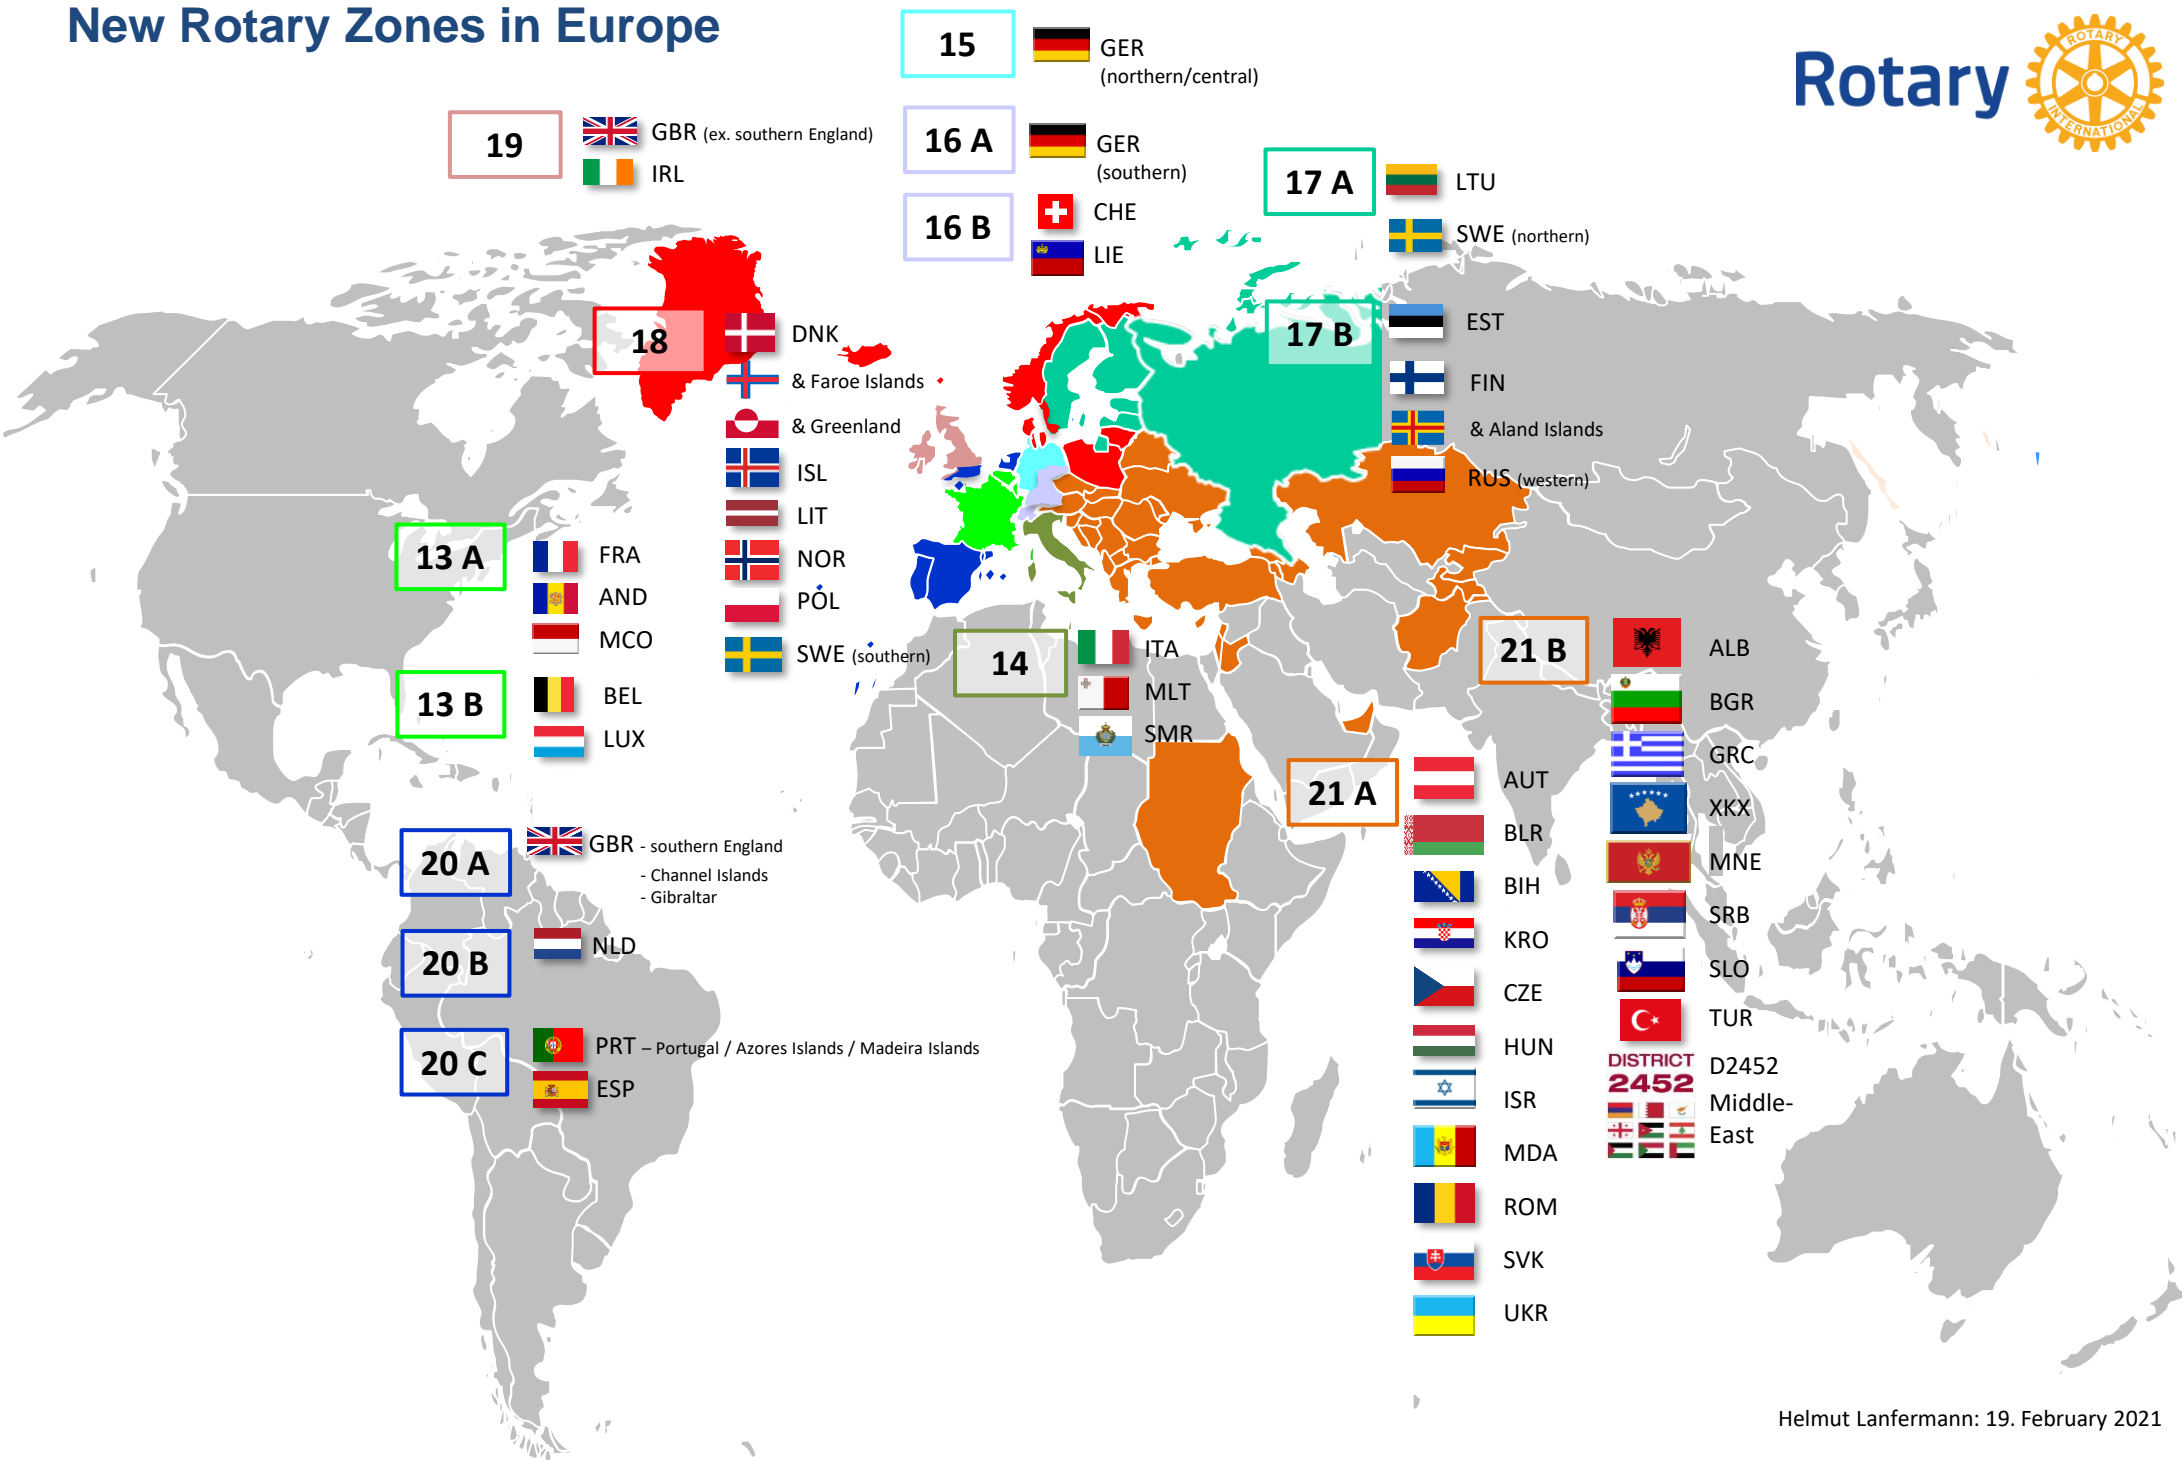 New Rotary Zones in Europe
15
GER
(northern/central)
Rotary
ROTARY
INTERNATIONAL
19
GBR (ex. southern England)
IRL
16 A
GER
(southern)
16 B
CHE
LIE
17 A
LTU
SWE (northern)
17 B
EST
FIN
& Aland Islands
RUS (western)
18
DNK
& Faroe Islands
& Greenland
ISL
LIT
NOR
POL
SWE (southern)
13 A
FRA
AND
MCO
13 B
BEL
LUX
14
ITA
MLT
SMR
20 A
GBR - southern England
- Channel Islands
- Gibraltar
20 B
NLD
20 C
PRT – Portugal / Azores Islands / Madeira Islands
ESP
21 A
AUT
BLR
BIH
KRO
CZE
HUN
ISR
MDA
ROM
SVK
UKR
21 B
ALB
BGR
GRC
XKX
MNE
SRB
SLO
TUR
DISTRICT
2452
D2452
Middle-
East
Helmut Lanfermann: 19. February 2021